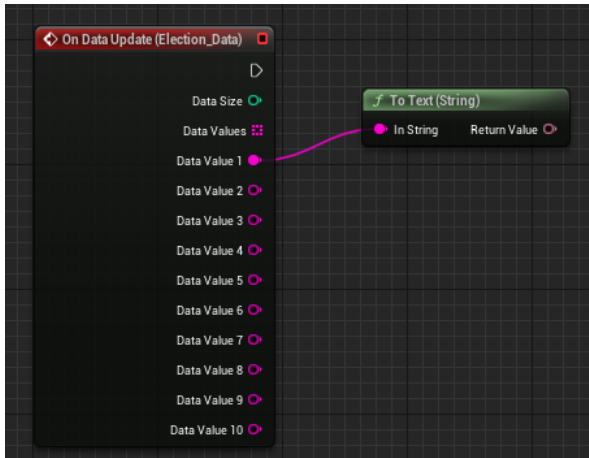 On Data Update (Election_Data)
Data Size
Data Values
Data Value 1
Data Value 2
Data Value 3
Data Value 4
Data Value 5
Data Value 6
Data Value 7
Data Value 8
Data Value 9
Data Value 10
f To Text (String)
In String Return Value